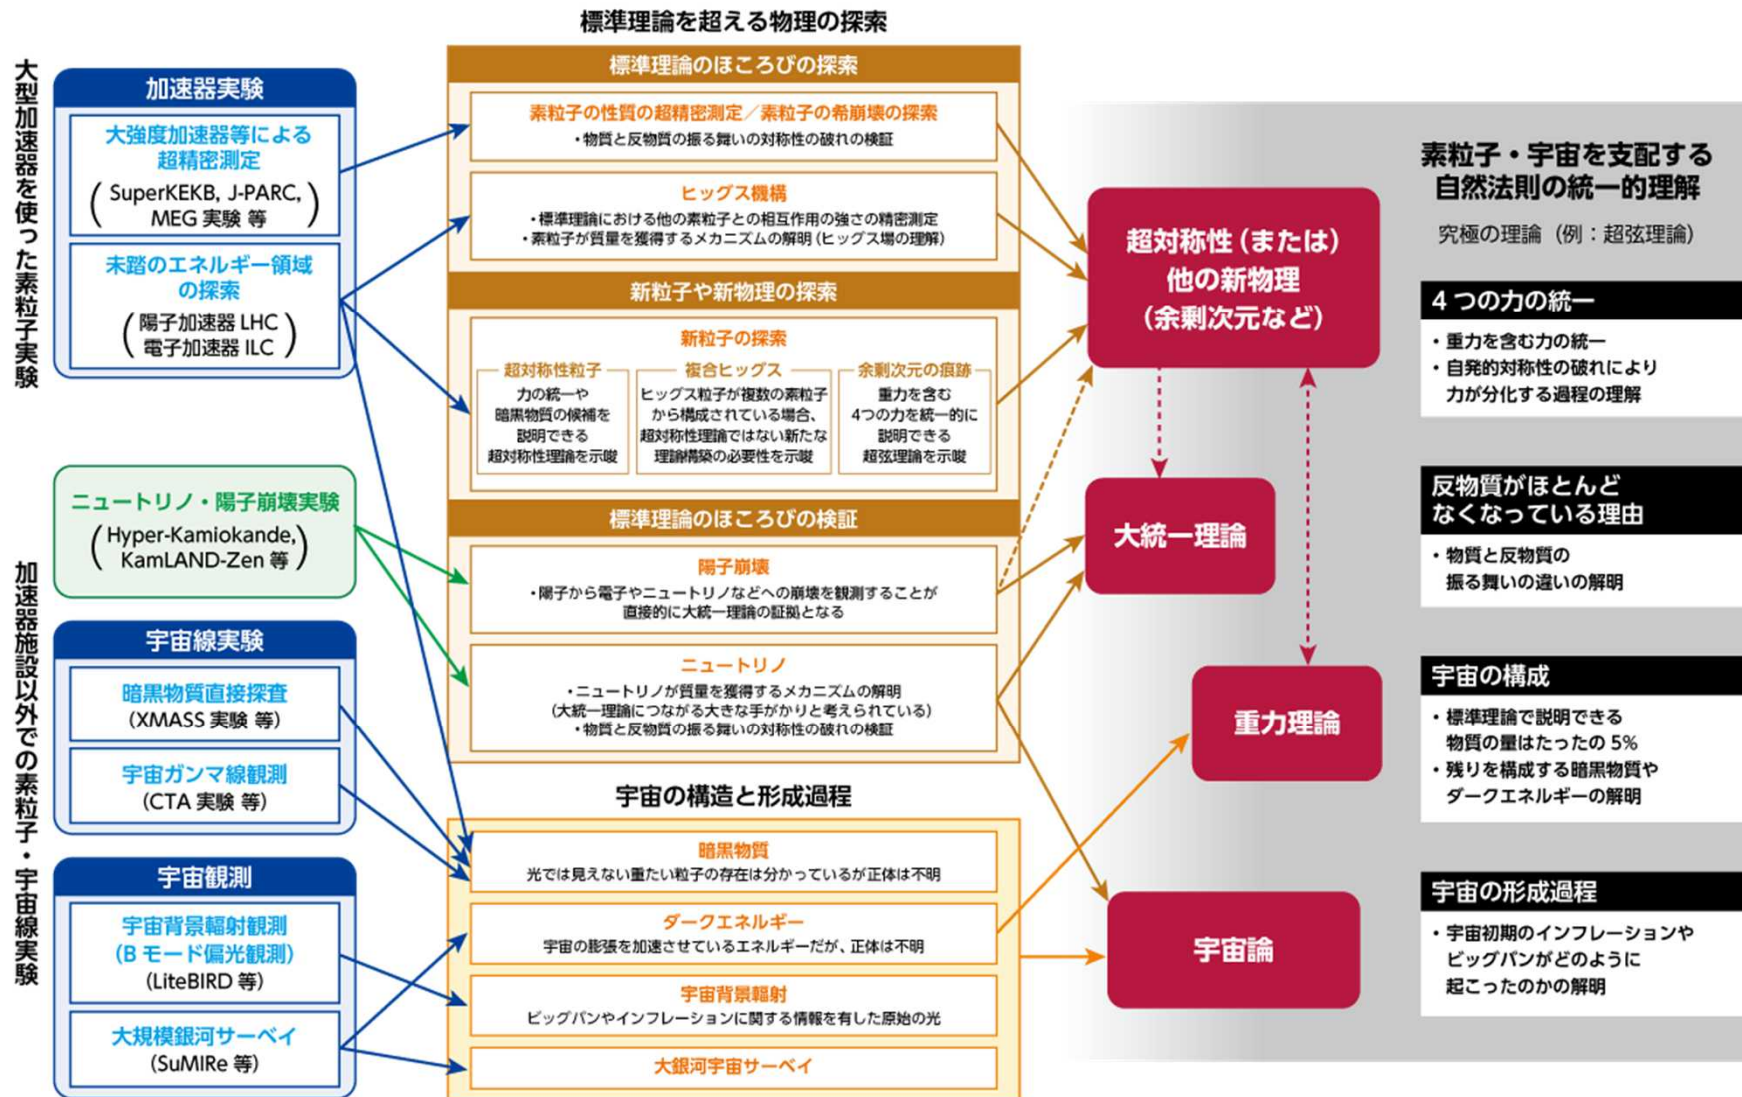 標準理論を超える物理の探索
大型加速器を使った素粒子実験
加速器実験
大強度加速器等による
超精密測定
(SuperKEKB, J-PARC,
MEG 実験 等)
未踏のエネルギー領域
の探索
(陽子加速器 LHC
電子加速器 ILC)
加速器施設以外での素粒子・宇宙線実験
ニュートリノ・陽子崩壊実験
(Hyper-Kamiokande,
KamLAND-Zen 等)
宇宙線実験
暗黒物質直接探査
(XMASS 実験 等)
宇宙ガンマ線観測
(CTA 実験 等)
宇宙観測
宇宙背景輻射観測
(B モード偏光観測)
(LiteBIRD 等)
大規模銀河サーベイ
(SuMIRe 等)
標準理論のほころびの探索
素粒子の性質の超精密測定／素粒子の希崩壊の探索
・物質と反物質の振る舞いの対称性の破れの検証
ヒッグス機構
・標準理論における他の素粒子との相互作用の強さの精密測定
・素粒子が質量を獲得するメカニズムの解明(ヒッグス場の理解)
新粒子や新物理の探索
新粒子の探索
超対称性粒子
力の統一や
暗黒物質の候補を
説明できる
超対称性理論を示唆
複合ヒッグス
ヒッグス粒子が複数の素粒子
から構成されている場合、
超対称性理論ではない新たな
理論構築の必要性を示唆
余剰次元の痕跡
重力を含む
4つの力を統一的に
説明できる
超弦理論を示唆
標準理論のほころびの検証
陽子崩壊
・陽子から電子やニュートリノなどへの崩壊を観測することが
直接的に大統一理論の証拠となる
ニュートリノ
・ニュートリノが質量を獲得するメカニズムの解明
(大統一理論につながる大きな手がかりと考えられている)
・物質と反物質の振る舞いの対称性の破れの検証
宇宙の構造と形成過程
暗黒物質
光では見えない重たい粒子の存在は分かっているが正体は不明
ダークエネルギー
宇宙の膨張を加速させているエネルギーだが、正体は不明
宇宙背景輻射
ビッグバンやインフレーションに関する情報を有した原始の光
大銀河宇宙サーベイ
超対称性(または)
他の新物理
(余剰次元など)
大統一理論
重力理論
宇宙論
素粒子・宇宙を支配する
自然法則の統一的理解
究極の理論（例：超弦理論）
4 つの力の統一
・重力を含む力の統一
・自発的対称性の破れにより
力が分化する過程の理解
反物質がほとんど
なくなっている理由
・物質と反物質の
振る舞いの違いの解明
宇宙の構成
・標準理論で説明できる
物質の量はたったの 5%
・残りを構成する暗黒物質や
ダークエネルギーの解明
宇宙の形成過程
・宇宙初期のインフレーションや
ビッグバンがどのように
起こったのかの解明